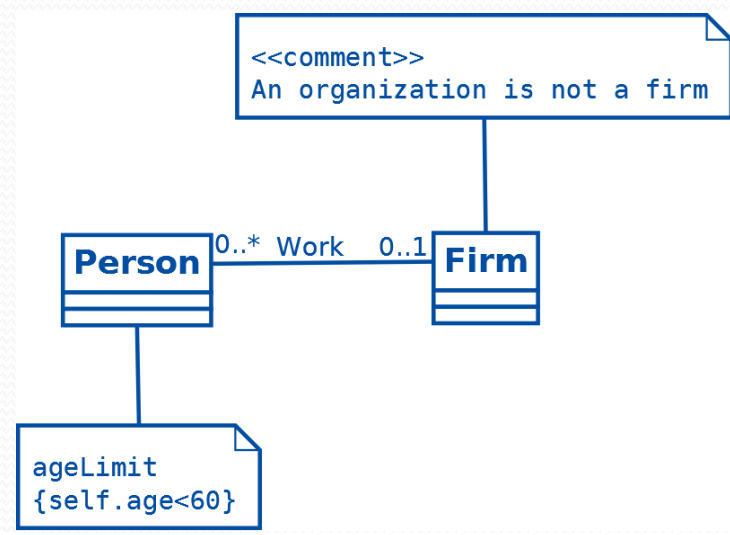 <<comment>>
An organization is not a firm
Person
0..* Work 0..1
Firm
ageLimit
{self.age<60}